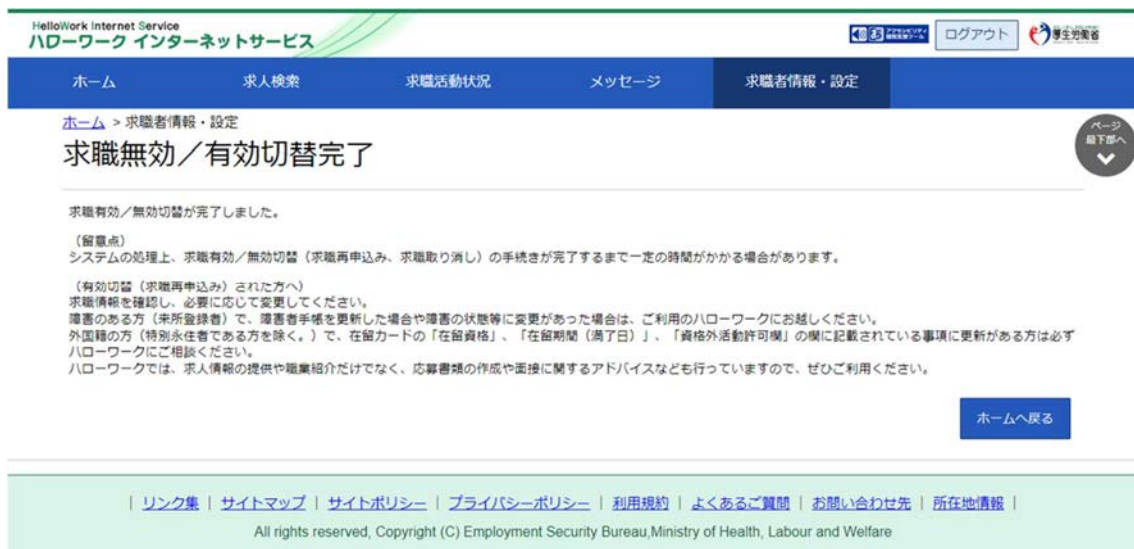 HelloWork Internet Service
ハローワーク インターネットサービス
ログアウト
厚生労働省
ホーム
求人検索
求職活動状況
メッセージ
求職者情報・設定
ホーム > 求職者情報・設定
ページ
最下部へ
求職無効／有効切替完了
求職有効／無効切替が完了しました。
（留意点）
システムの処理上、求職有効／無効切替（求職再申込み、求職取り消し）の手続きが完了するまで一定の時間がかかる場合があります。
（有効切替（求職再申込み）された方へ）
求職情報を確認し、必要に応じて変更してください。
障害のある方（来所登録者）で、障害者手帳を更新した場合や障害の状態等に変更があった場合は、ご利用のハローワークにお越しください。
外国籍の方（特別永住者である方を除く。）で、在留カードの「在留資格」、「在留期間（満了日）」、「資格外活動許可欄」の欄に記載されている事項に更新がある方は必ず
ハローワークにご相談ください。
ハローワークでは、求人情報の提供や職業紹介だけでなく、応募書類の作成や面接に関するアドバイスなども行っていますので、ぜひご利用ください。
ホームへ戻る
| リンク集 | サイトマップ | サイトポリシー | プライバシーポリシー | 利用規約 | よくあるご質問 | お問い合わせ先 | 所在地情報 |
All rights reserved, Copyright (C) Employment Security Bureau,Ministry of Health, Labour and Welfare